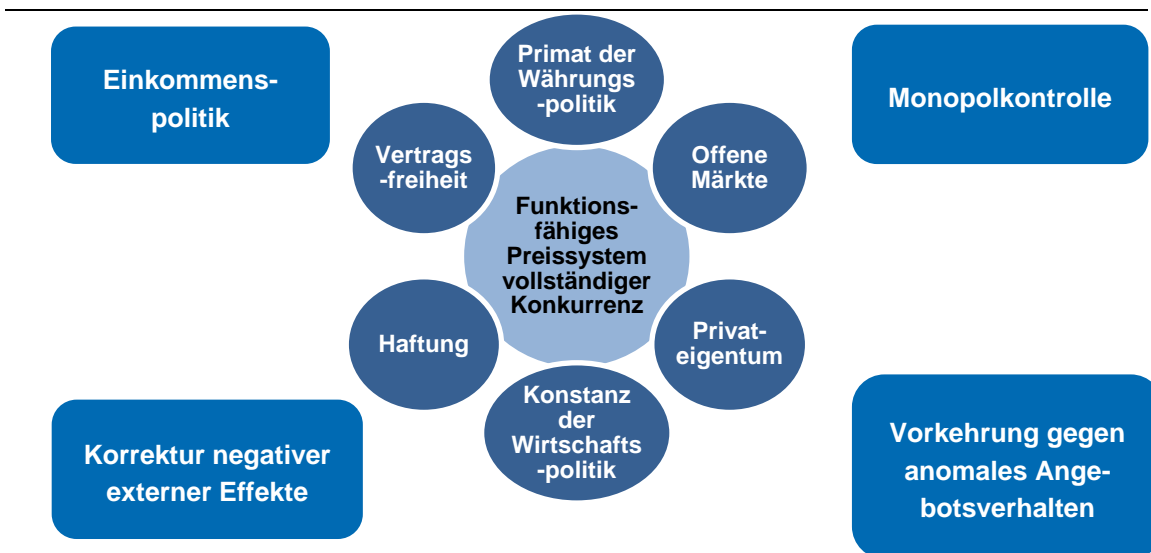 Einkommens-
politik
Primat der
Währungs
-politik
Monopolkontrolle
Vertrags
-freiheit
Offene
Märkte
Funktions-
fähiges
Preissystem
vollständiger
Konkurrenz
Haftung
Privat-
eigentum
Konstanz
der
Wirtschafts
-politik
Korrektur negativer
externer Effekte
Vorkehrung gegen
anomales Ange-
botsverhalten